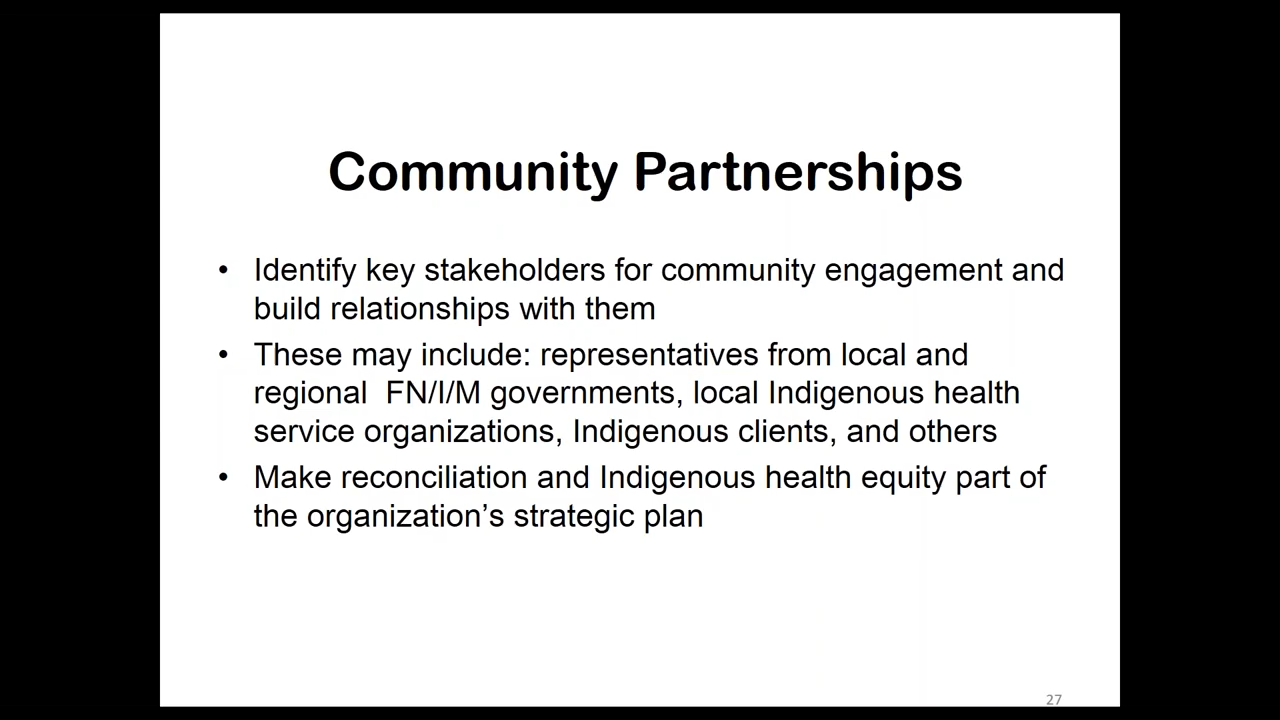 Community Partnerships
• Identify key stakeholders for community engagement and
build relationships with them
• These may include: representatives from local and
regional  FN/I/M governments, local Indigenous health
service organizations, Indigenous clients, and others
• Make reconciliation and Indigenous health equity part of
the organization’s strategic plan
27